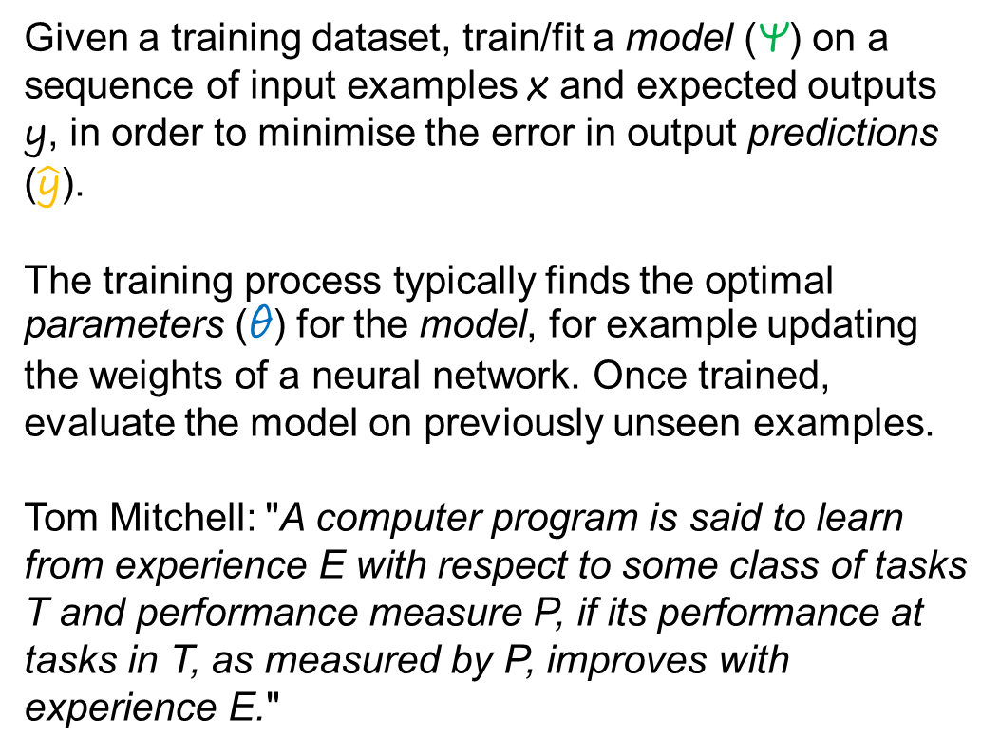 Given a training dataset, train/fit a model (Ψ) on a
sequence of input examples x and expected outputs
y, in order to minimise the error in output predictions
(ŷ).
The training process typically finds the optimal
parameters (θ) for the model, for example updating
the weights of a neural network. Once trained,
evaluate the model on previously unseen examples.
Tom Mitchell: "A computer program is said to learn
from experience E with respect to some class of tasks
T and performance measure P, if its performance at
tasks in T, as measured by P, improves with
experience E."